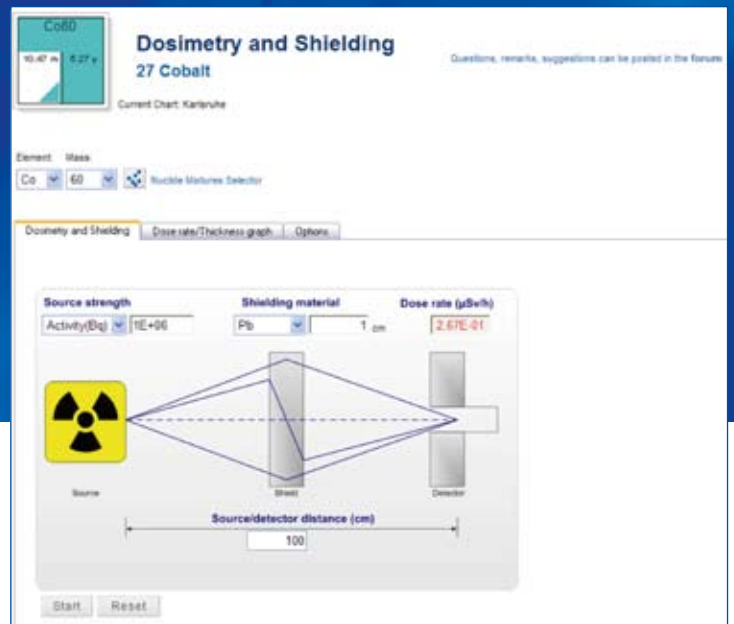 Co60
10.47 m 5.27 y
Dosimetry and Shielding
27 Cobalt
Questions, remarks, suggestions can be posted in the forum
Current Chart: Karlsruhe
Element Mass
Co 60 Nuclide Mixtures Selector
Dosimetry and Shielding Dose rate/Thickness graph Options
Source strength Shielding material Dose rate (µSv/h)
Activity(Bq) 1E+06 Pb 1 cm 2.67E-01
Source Shield Detector
Source/detector distance (cm)
100
Start Reset